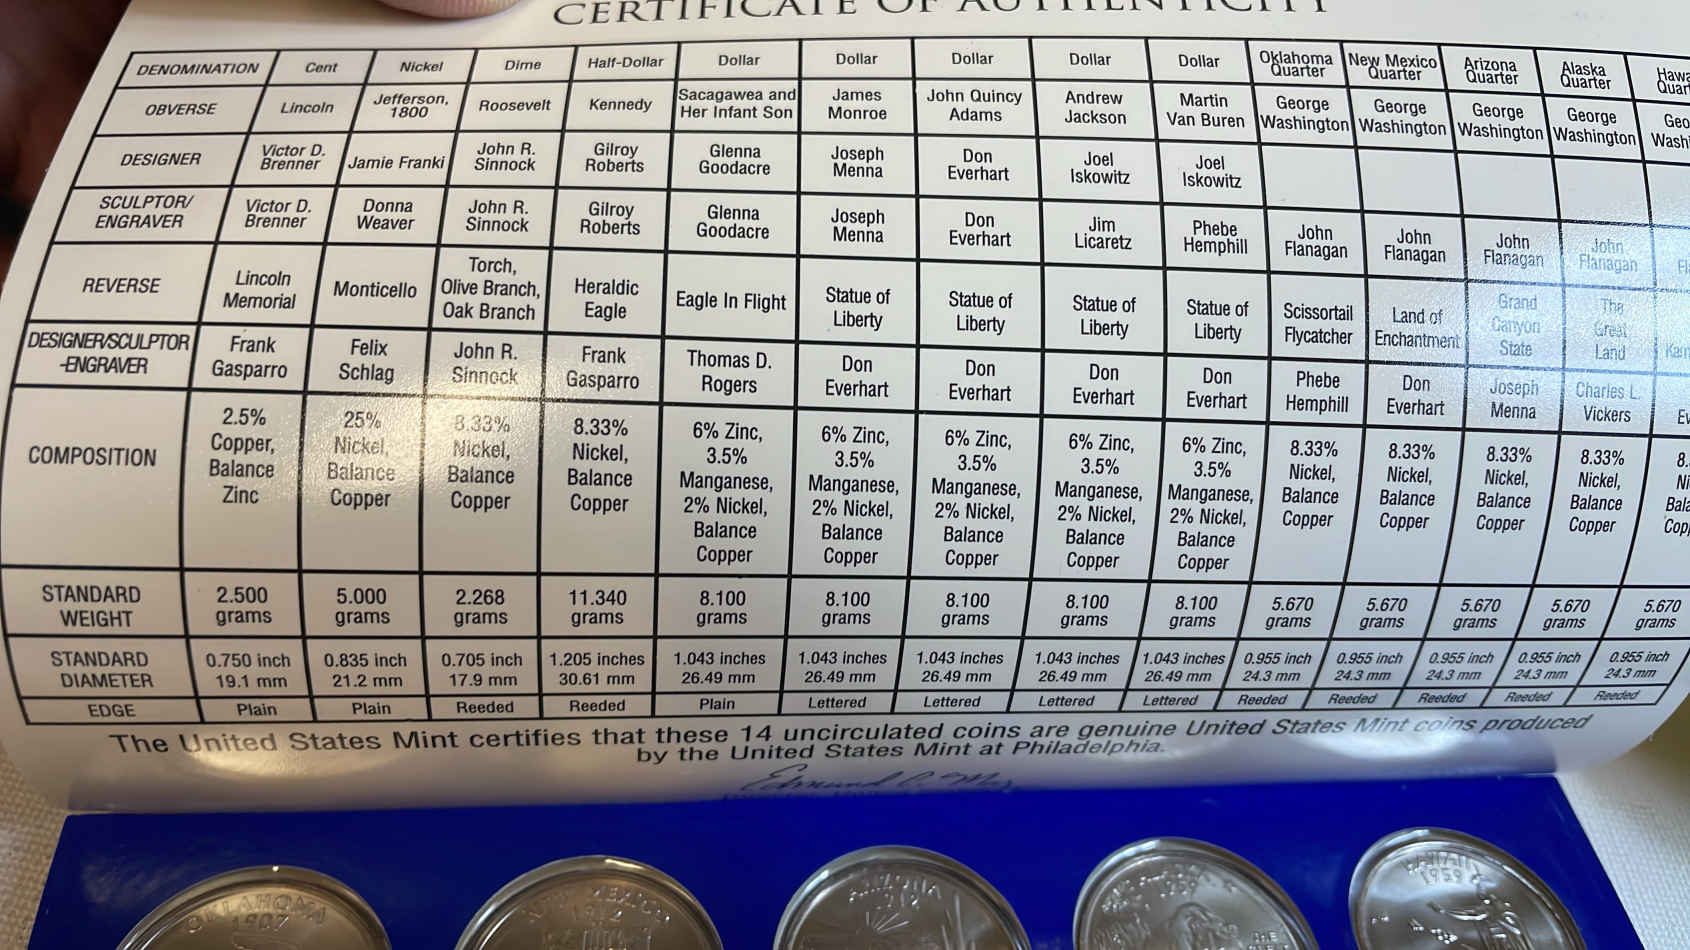 CERTIFICATE OF AUTHENTICITY
DENOMINATION Cent Nickel Dime Half-Dollar Dollar Dollar Dollar Dollar Dollar Oklahoma Quarter New Mexico Quarter Arizona Quarter Alaska Quarter
OBVERSE Lincoln Jefferson, 1800 Roosevelt Kennedy Sacagawea and Her Infant Son James Monroe John Quincy Adams Andrew Jackson Martin Van Buren George Washington George Washington George Washington George Washington
DESIGNER Victor D. Brenner Jamie Franki John R. Sinnock Gilroy Roberts Glenna Goodacre Joseph Menna Don Everhart Joel Iskowitz Joel Iskowitz
SCULPTOR/ ENGRAVER Victor D. Brenner Donna Weaver John R. Sinnock Gilroy Roberts Glenna Goodacre Joseph Menna Don Everhart Jim Licaretz Phebe Hemphill John Flanagan John Flanagan John Flanagan John Flanagan
REVERSE Lincoln Memorial Monticello Torch, Olive Branch, Oak Branch Heraldic Eagle Eagle In Flight Statue of Liberty Statue of Liberty Statue of Liberty Statue of Liberty Scissortail Flycatcher Land of Enchantment Grand Canyon State The Great Land
DESIGNER/SCULPTOR -ENGRAVER Frank Gasparro Felix Schlag John R. Sinnock Frank Gasparro Thomas D. Rogers Don Everhart Don Everhart Don Everhart Don Everhart Phebe Hemphill Don Everhart Joseph Menna Charles L. Vickers
COMPOSITION 2.5% Copper, Balance Zinc 25% Nickel, Balance Copper 8.33% Nickel, Balance Copper 8.33% Nickel, Balance Copper 6% Zinc, 3.5% Manganese, 2% Nickel, Balance Copper 6% Zinc, 3.5% Manganese, 2% Nickel, Balance Copper 6% Zinc, 3.5% Manganese, 2% Nickel, Balance Copper 6% Zinc, 3.5% Manganese, 2% Nickel, Balance Copper 6% Zinc, 3.5% Manganese, 2% Nickel, Balance Copper 8.33% Nickel, Balance Copper 8.33% Nickel, Balance Copper 8.33% Nickel, Balance Copper 8.33% Nickel, Balance Copper
STANDARD WEIGHT 2.500 grams 5.000 grams 2.268 grams 11.340 grams 8.100 grams 8.100 grams 8.100 grams 8.100 grams 8.100 grams 5.670 grams 5.670 grams 5.670 grams 5.670 grams 5.670 grams
STANDARD DIAMETER 0.750 inch 19.1 mm 0.835 inch 21.2 mm 0.705 inch 17.9 mm 1.205 inches 30.61 mm 1.043 inches 26.49 mm 1.043 inches 26.49 mm 1.043 inches 26.49 mm 1.043 inches 26.49 mm 1.043 inches 26.49 mm 0.955 inch 24.3 mm 0.955 inch 24.3 mm 0.955 inch 24.3 mm 0.955 inch 24.3 mm 0.955 inch 24.3 mm
EDGE Plain Plain Reeded Reeded Plain Lettered Lettered Lettered Lettered Reeded Reeded Reeded Reeded Reeded
The United States Mint certifies that these 14 uncirculated coins are genuine United States Mint coins produced
by the United States Mint at Philadelphia.
OKLAHOMA 1907
NEW MEXICO 1912
ARIZONA 1912
1959
HAWAII 1959